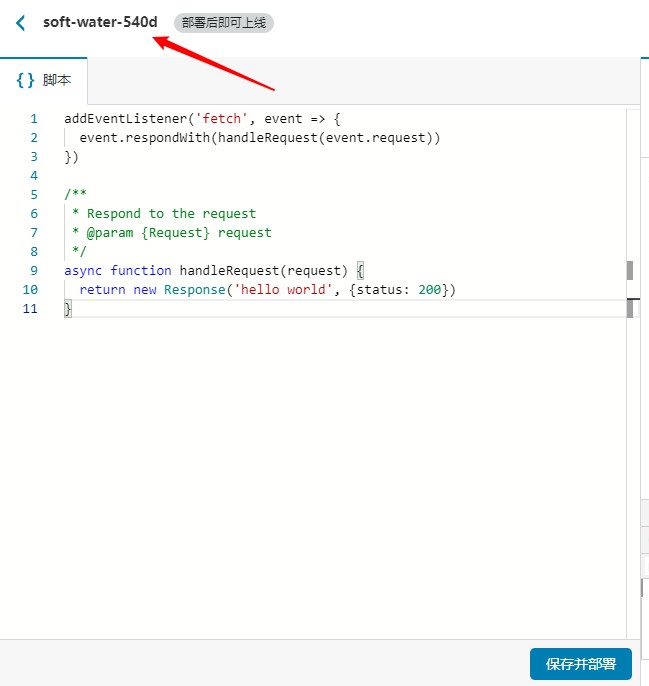 soft-water-540d 部署后即可上线
{} 脚本
1 addEventListener('fetch', event => {
2 event.respondWith(handleRequest(event.request))
3 })
4
5 /**
6 * Respond to the request
7 * @param {Request} request
8 */
9 async function handleRequest(request) {
10 return new Response('hello world', {status: 200})
11 }
保存并部署